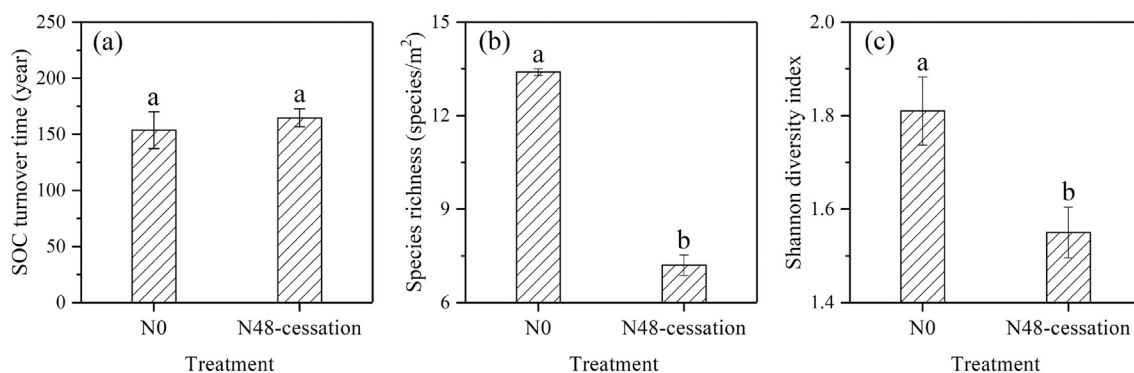 (a)
SOC turnover time (year)
250
200
150
100
50
0
a
a
N0
N48-cessation
Treatment
(b)
Species richness (species/m²)
15
12
9
6
a
b
N0
N48-cessation
Treatment
(c)
Shannon diversity index
2.0
1.8
1.6
1.4
a
b
N0
N48-cessation
Treatment